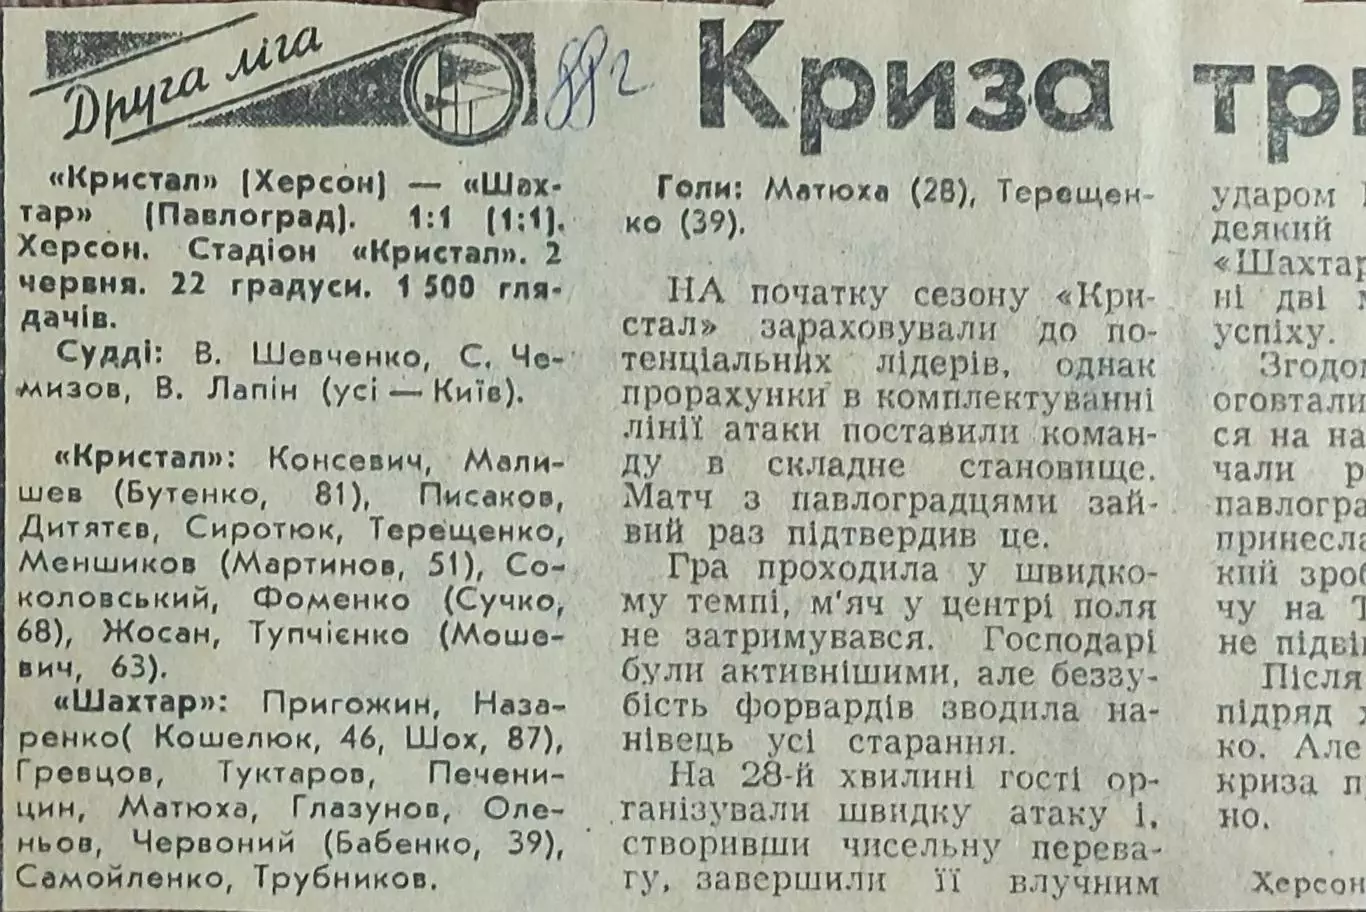 Друга ліга
88 г
Криза
«Кристал» (Херсон) — «Шах-
тар» (Павлоград). 1:1 (1:1).
Херсон. Стадіон «Кристал». 2
червня. 22 градуси. 1 500 гля-
дачів.
Судді: В. Шевченко, С. Че-
мизов, В. Лапін (усі — Київ).
«Кристал»: Консевич, Мали-
шев (Бутенко, 81), Писаков,
Дитятєв, Сиротюк, Терещенко,
Меншиков (Мартинов, 51), Со-
коловський, Фоменко (Сучко,
68), Жосан, Тупчієнко (Моше-
вич, 63).
«Шахтар»: Пригожин, Наза-
ренко( Кошелюк, 46, Шох, 87),
Гревцов, Туктаров, Печени-
цин, Матюха, Глазунов, Оле-
ньов, Червоний (Бабенко, 39),
Самойленко, Трубников.
Голи: Матюха (28), Терещен-
ко (39).
НА початку сезону «Кри-
стал» зараховували до по-
тенціальних лідерів, однак
прорахунки в комплектуванні
лінії атаки поставили коман-
ду в складне становище.
Матч з павлоградцями зай-
вий раз підтвердив це.
Гра проходила у швидко-
му темпі, м'яч у центрі поля
не затримувався. Господарі
були активнішими, але беззу-
бість форвардів зводила на-
нівець усі старання.
На 28-й хвилині гості ор-
ганізували швидку атаку і,
створивши чисельну перева-
гу, завершили її влучним
ударом
деякий
«Шахтар
ні дві
успіху.
Згодом
оговтали
ся на на
чали р
павлогра
принесла
кий зроб
чу на Т
не підвін
Після
підряд
ко. Але
криза п
но.
Херсон